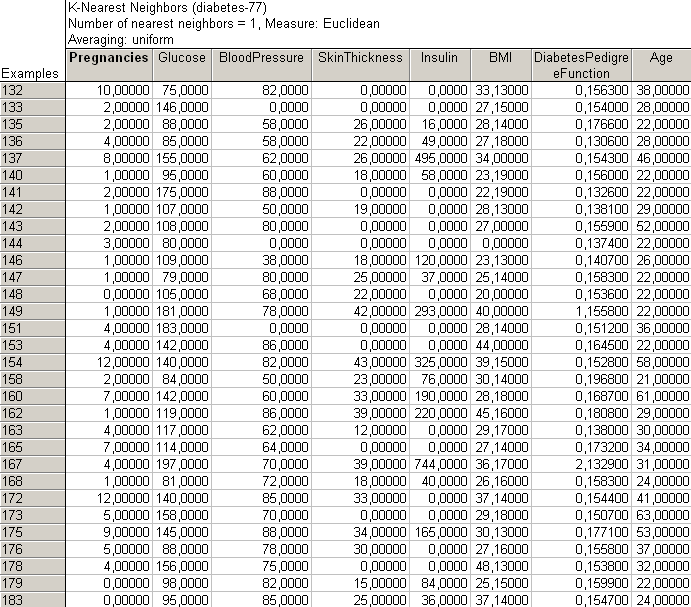 K-Nearest Neighbors (diabetes-77)
Number of nearest neighbors = 1, Measure: Euclidean
Averaging: uniform
Examples Pregnancies Glucose BloodPressure SkinThickness Insulin BMI DiabetesPedigre eFunction Age
132 10,00000 75,0000 82,0000 0,00000 0,0000 33,13000 0,156300 38,00000
133 2,00000 146,0000 0,0000 0,00000 0,0000 27,15000 0,154000 28,00000
135 2,00000 88,0000 58,0000 26,00000 16,0000 28,14000 0,176600 22,00000
136 4,00000 85,0000 58,0000 22,00000 49,0000 27,18000 0,130600 28,00000
137 8,00000 155,0000 62,0000 26,00000 495,0000 34,00000 0,154300 46,00000
140 1,00000 95,0000 60,0000 18,00000 58,0000 23,19000 0,156000 22,00000
141 2,00000 175,0000 88,0000 0,00000 0,0000 22,19000 0,132600 22,00000
142 1,00000 107,0000 50,0000 19,00000 0,0000 28,13000 0,138100 29,00000
143 2,00000 108,0000 80,0000 0,00000 0,0000 27,00000 0,155900 52,00000
144 3,00000 80,0000 0,0000 0,00000 0,0000 0,00000 0,137400 22,00000
146 1,00000 109,0000 38,0000 18,00000 120,0000 23,13000 0,140700 26,00000
147 1,00000 79,0000 80,0000 25,00000 37,0000 25,14000 0,158300 22,00000
148 0,00000 105,0000 68,0000 22,00000 0,0000 20,00000 0,153600 22,00000
149 1,00000 181,0000 78,0000 42,00000 293,0000 40,00000 1,155800 22,00000
151 4,00000 183,0000 0,0000 0,00000 0,0000 28,14000 0,151200 36,00000
153 4,00000 142,0000 86,0000 0,00000 0,0000 44,00000 0,164500 22,00000
154 12,00000 140,0000 82,0000 43,00000 325,0000 39,15000 0,152800 58,00000
158 2,00000 84,0000 50,0000 23,00000 76,0000 30,14000 0,196800 21,00000
160 7,00000 142,0000 60,0000 33,00000 190,0000 28,18000 0,168700 61,00000
162 1,00000 119,0000 86,0000 39,00000 220,0000 45,16000 0,180800 29,00000
163 4,00000 117,0000 62,0000 12,00000 0,0000 29,17000 0,138000 30,00000
165 7,00000 114,0000 64,0000 0,00000 0,0000 27,14000 0,173200 34,00000
167 4,00000 197,0000 70,0000 39,00000 744,0000 36,17000 2,132900 31,00000
168 1,00000 81,0000 72,0000 18,00000 40,0000 26,16000 0,158300 24,00000
172 12,00000 140,0000 85,0000 33,00000 0,0000 37,14000 0,154400 41,00000
173 5,00000 158,0000 70,0000 0,00000 0,0000 29,18000 0,150700 63,00000
175 9,00000 145,0000 88,0000 34,00000 165,0000 30,13000 0,177100 53,00000
176 5,00000 88,0000 78,0000 30,00000 0,0000 27,16000 0,155800 37,00000
178 4,00000 156,0000 75,0000 0,00000 0,0000 48,13000 0,153800 32,00000
179 0,00000 98,0000 82,0000 15,00000 84,0000 25,15000 0,159900 22,00000
183 0,00000 95,0000 85,0000 25,00000 36,0000 37,14000 0,154700 24,00000